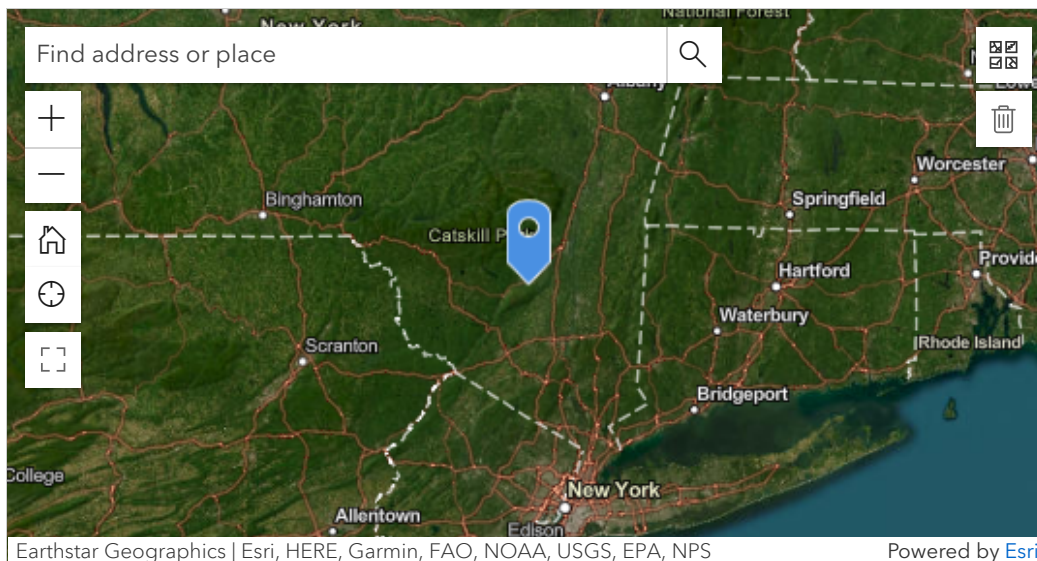 New York
National Forest
Find address or place
Albany
Worcester
Binghamton
Springfield
Catskill P
Provide
Hartford
Waterbury
Rhode Island
Scranton
Bridgeport
College
New York
Allentown
Edison
Earthstar Geographics | Esri, HERE, Garmin, FAO, NOAA, USGS, EPA, NPS
Powered by Esri